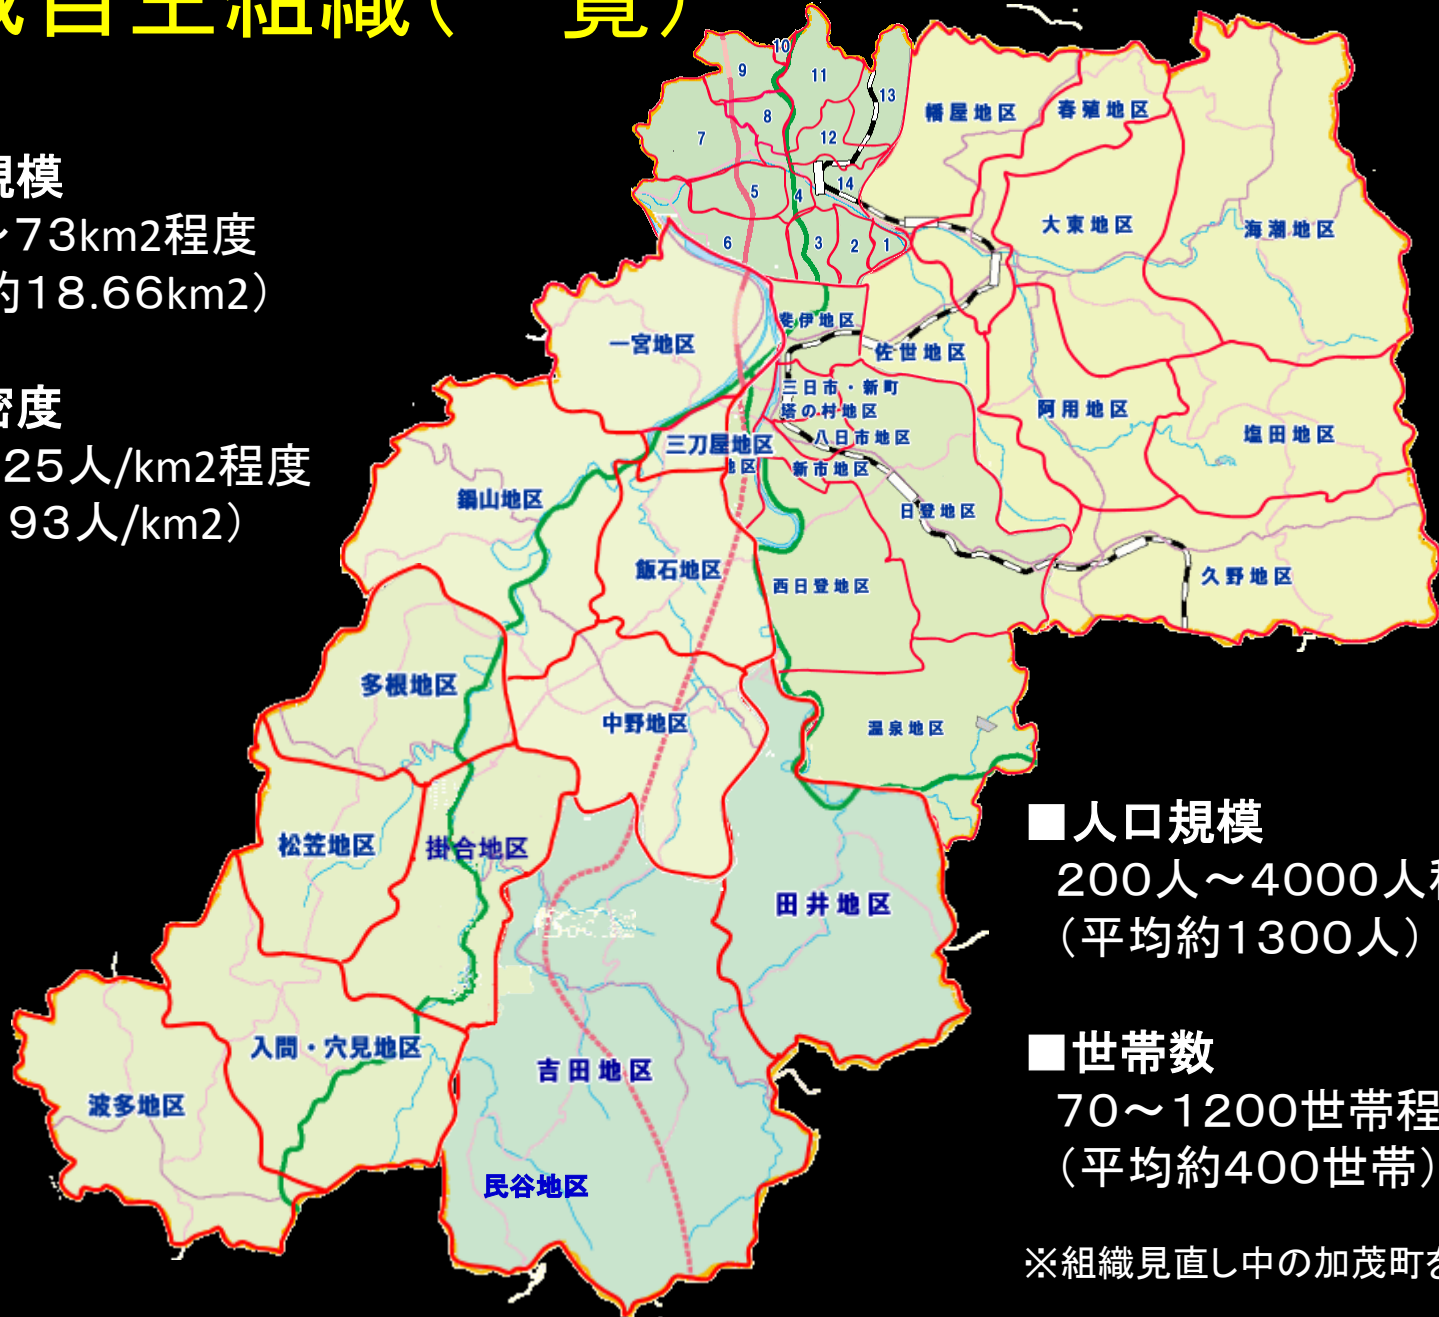 域自主組織(一覧)
規模
～73km2程度
約18.66km2）
密度
25人/km2程度
93人/km2）
10
9
11
13
8
7
12
14
5
4
6
3
2
1
幡屋地区
春殖地区
大東地区
海潮地区
斐伊地区
一宮地区
佐世地区
三日市・新町
塔の村地区
阿用地区
八日市地区
塩田地区
三刀屋地区
地区
新市地区
鍋山地区
日登地区
飯石地区
西日登地区
久野地区
多根地区
中野地区
温泉地区
松笠地区
掛合地区
田井地区
入間・穴見地区
吉田地区
波多地区
民谷地区
■人口規模
200人～4000人程
（平均約1300人）
■世帯数
70～1200世帯程
（平均約400世帯）
※組織見直し中の加茂町を